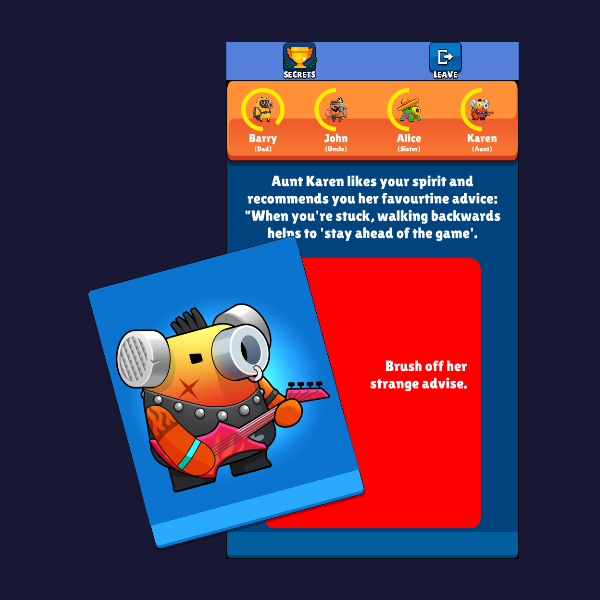 SECRETS
LEAVE
Barry
(Dad)
John
(Uncle)
Alice
(Sister)
Karen
(Aunt)
Aunt Karen likes your spirit and
recommends you her favourtine advice:
"When you're stuck, walking backwards
helps to 'stay ahead of the game'.
Brush off her
strange advise.